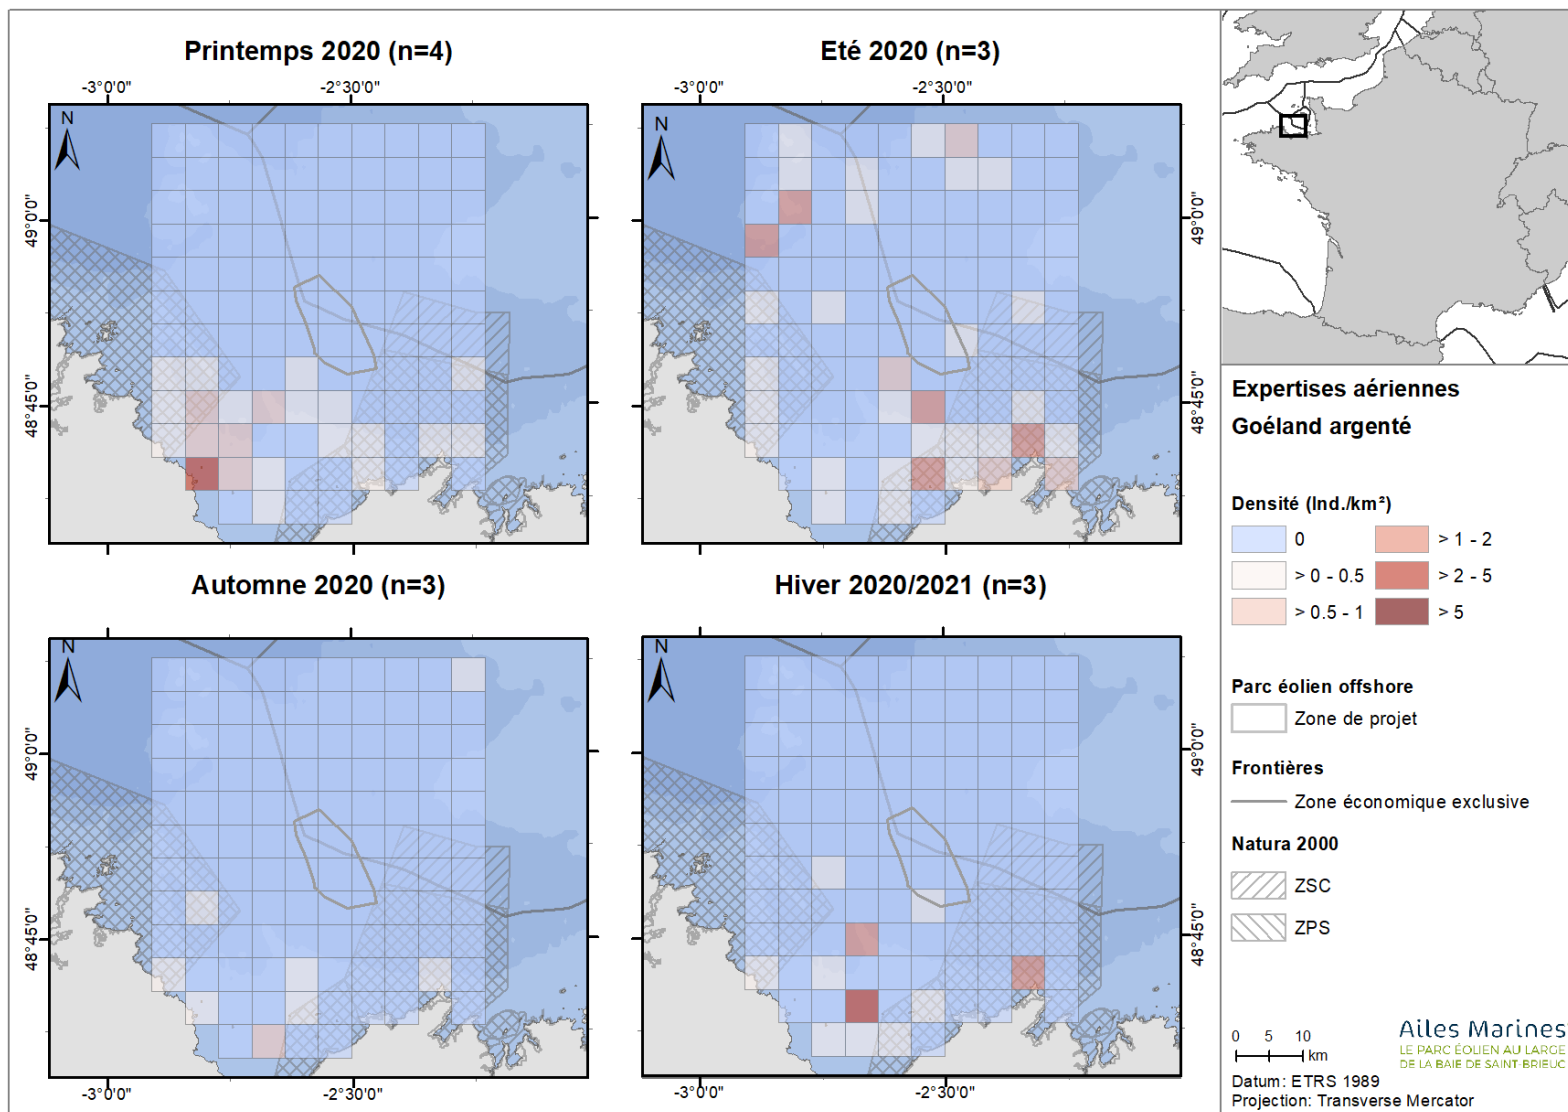 Printemps 2020 (n=4)
-3°0'0"
-2°30'0"
N
49°0'0"
48°45'0"
Eté 2020 (n=3)
-3°0'0"
-2°30'0"
N
49°0'0"
48°45'0"
Automne 2020 (n=3)
N
49°0'0"
48°45'0"
-3°0'0"
-2°30'0"
Hiver 2020/2021 (n=3)
N
49°0'0"
48°45'0"
-3°0'0"
-2°30'0"
Expertises aériennes
Goéland argenté
Densité (Ind./km²)
0
> 0 - 0.5
> 0.5 - 1
> 1 - 2
> 2 - 5
> 5
Parc éolien offshore
Zone de projet
Frontières
Zone économique exclusive
Natura 2000
ZSC
ZPS
0 5 10
km
Datum: ETRS 1989
Projection: Transverse Mercator
Ailes Marines
LE PARC ÉOLIEN AU LARGE
DE LA BAIE DE SAINT-BRIEUC